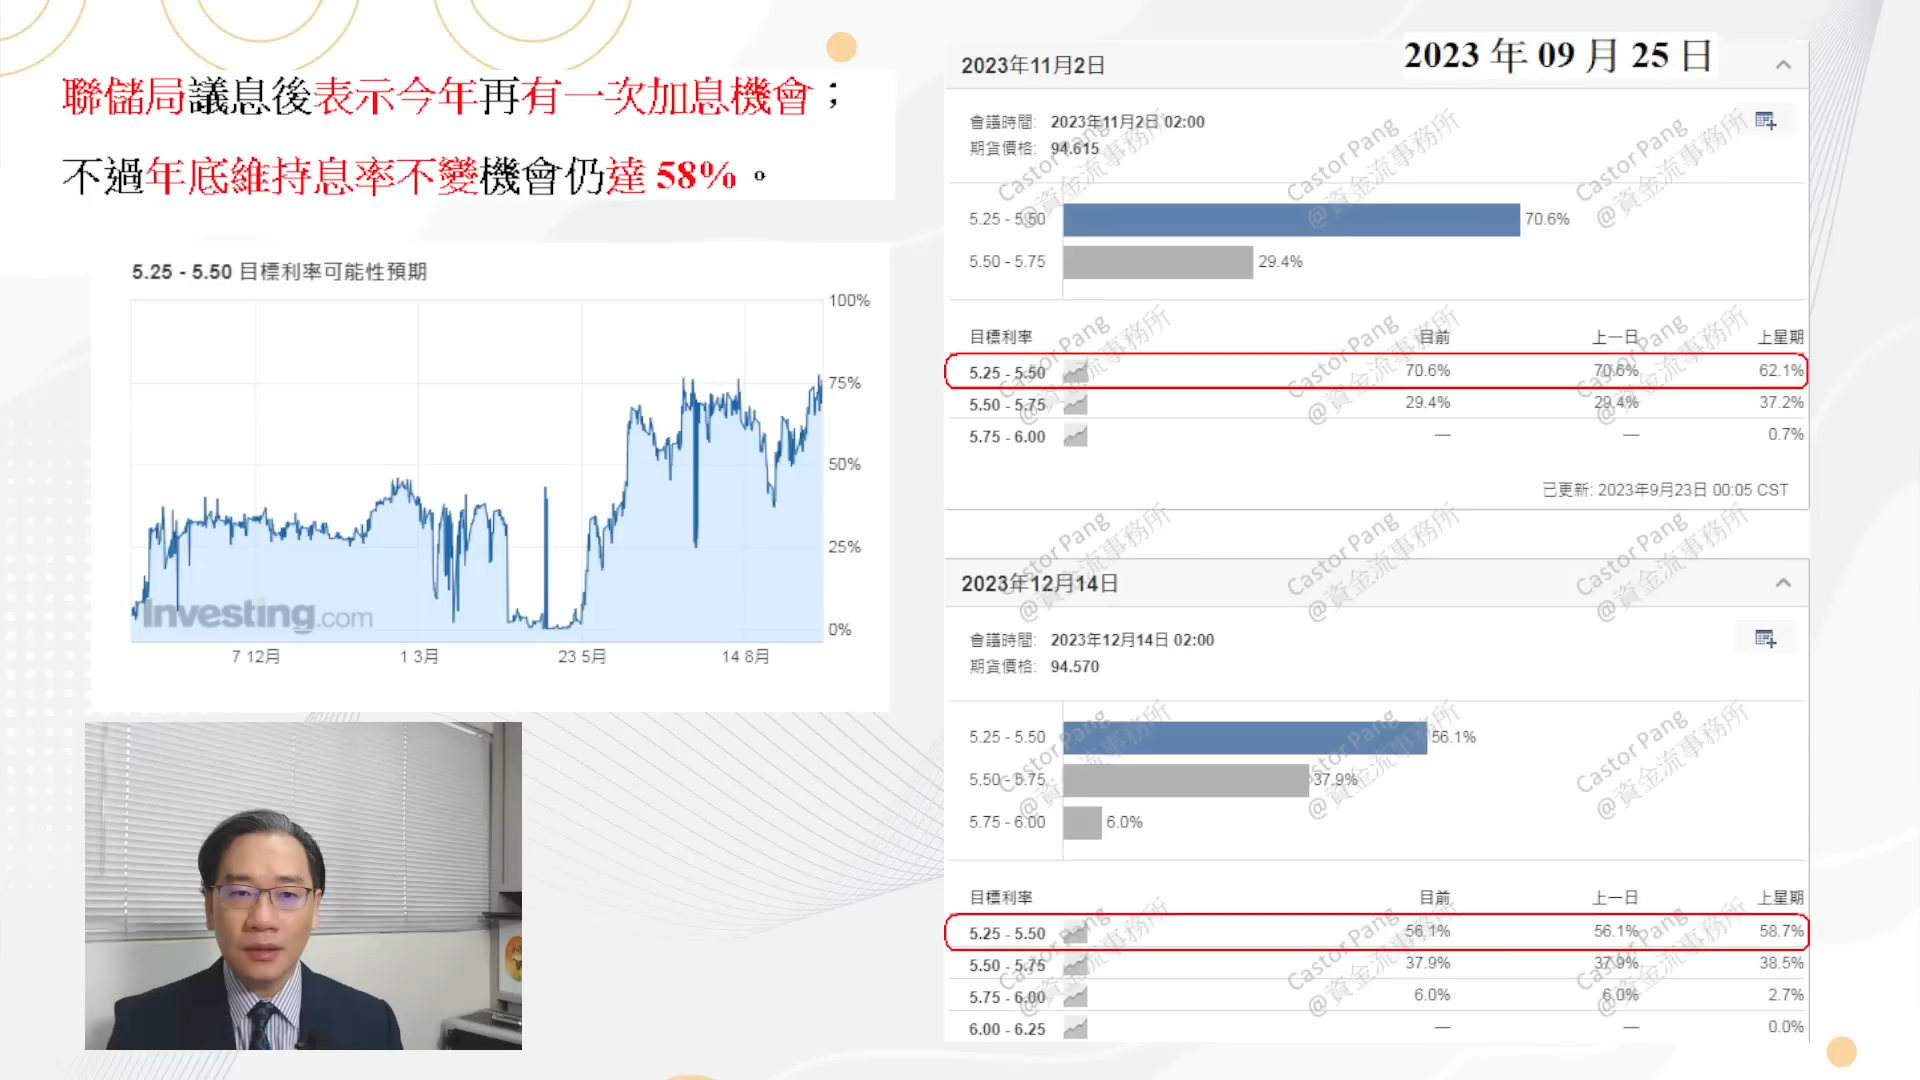 聯儲局議息後表示今年再有一次加息機會；
不過年底維持息率不變機會仍達 58%。
5.25 - 5.50 目標利率可能性預期
100%
75%
50%
25%
0%
Investing.com
7 12月
1 3月
23 5月
14 8月
2023 年 09 月 25 日
2023年11月2日
會議時間: 2023年11月2日 02:00
期貨價格: 94.615
5.25 - 5.50 70.6%
5.50 - 5.75 29.4%
目標利率 目前 上一日 上星期
5.25 - 5.50 70.6% 70.6% 62.1%
5.50 - 5.75 29.4% 29.4% 37.2%
5.75 - 6.00 — — 0.7%
已更新: 2023年9月23日 00:05 CST
2023年12月14日
會議時間: 2023年12月14日 02:00
期貨價格: 94.570
5.25 - 5.50 56.1%
5.50 - 5.75 37.9%
5.75 - 6.00 6.0%
目標利率 目前 上一日 上星期
5.25 - 5.50 56.1% 56.1% 58.7%
5.50 - 5.75 37.9% 37.9% 38.5%
5.75 - 6.00 6.0% 6.0% 2.7%
6.00 - 6.25 — — 0.0%
Castor Pang
@資金流事務所